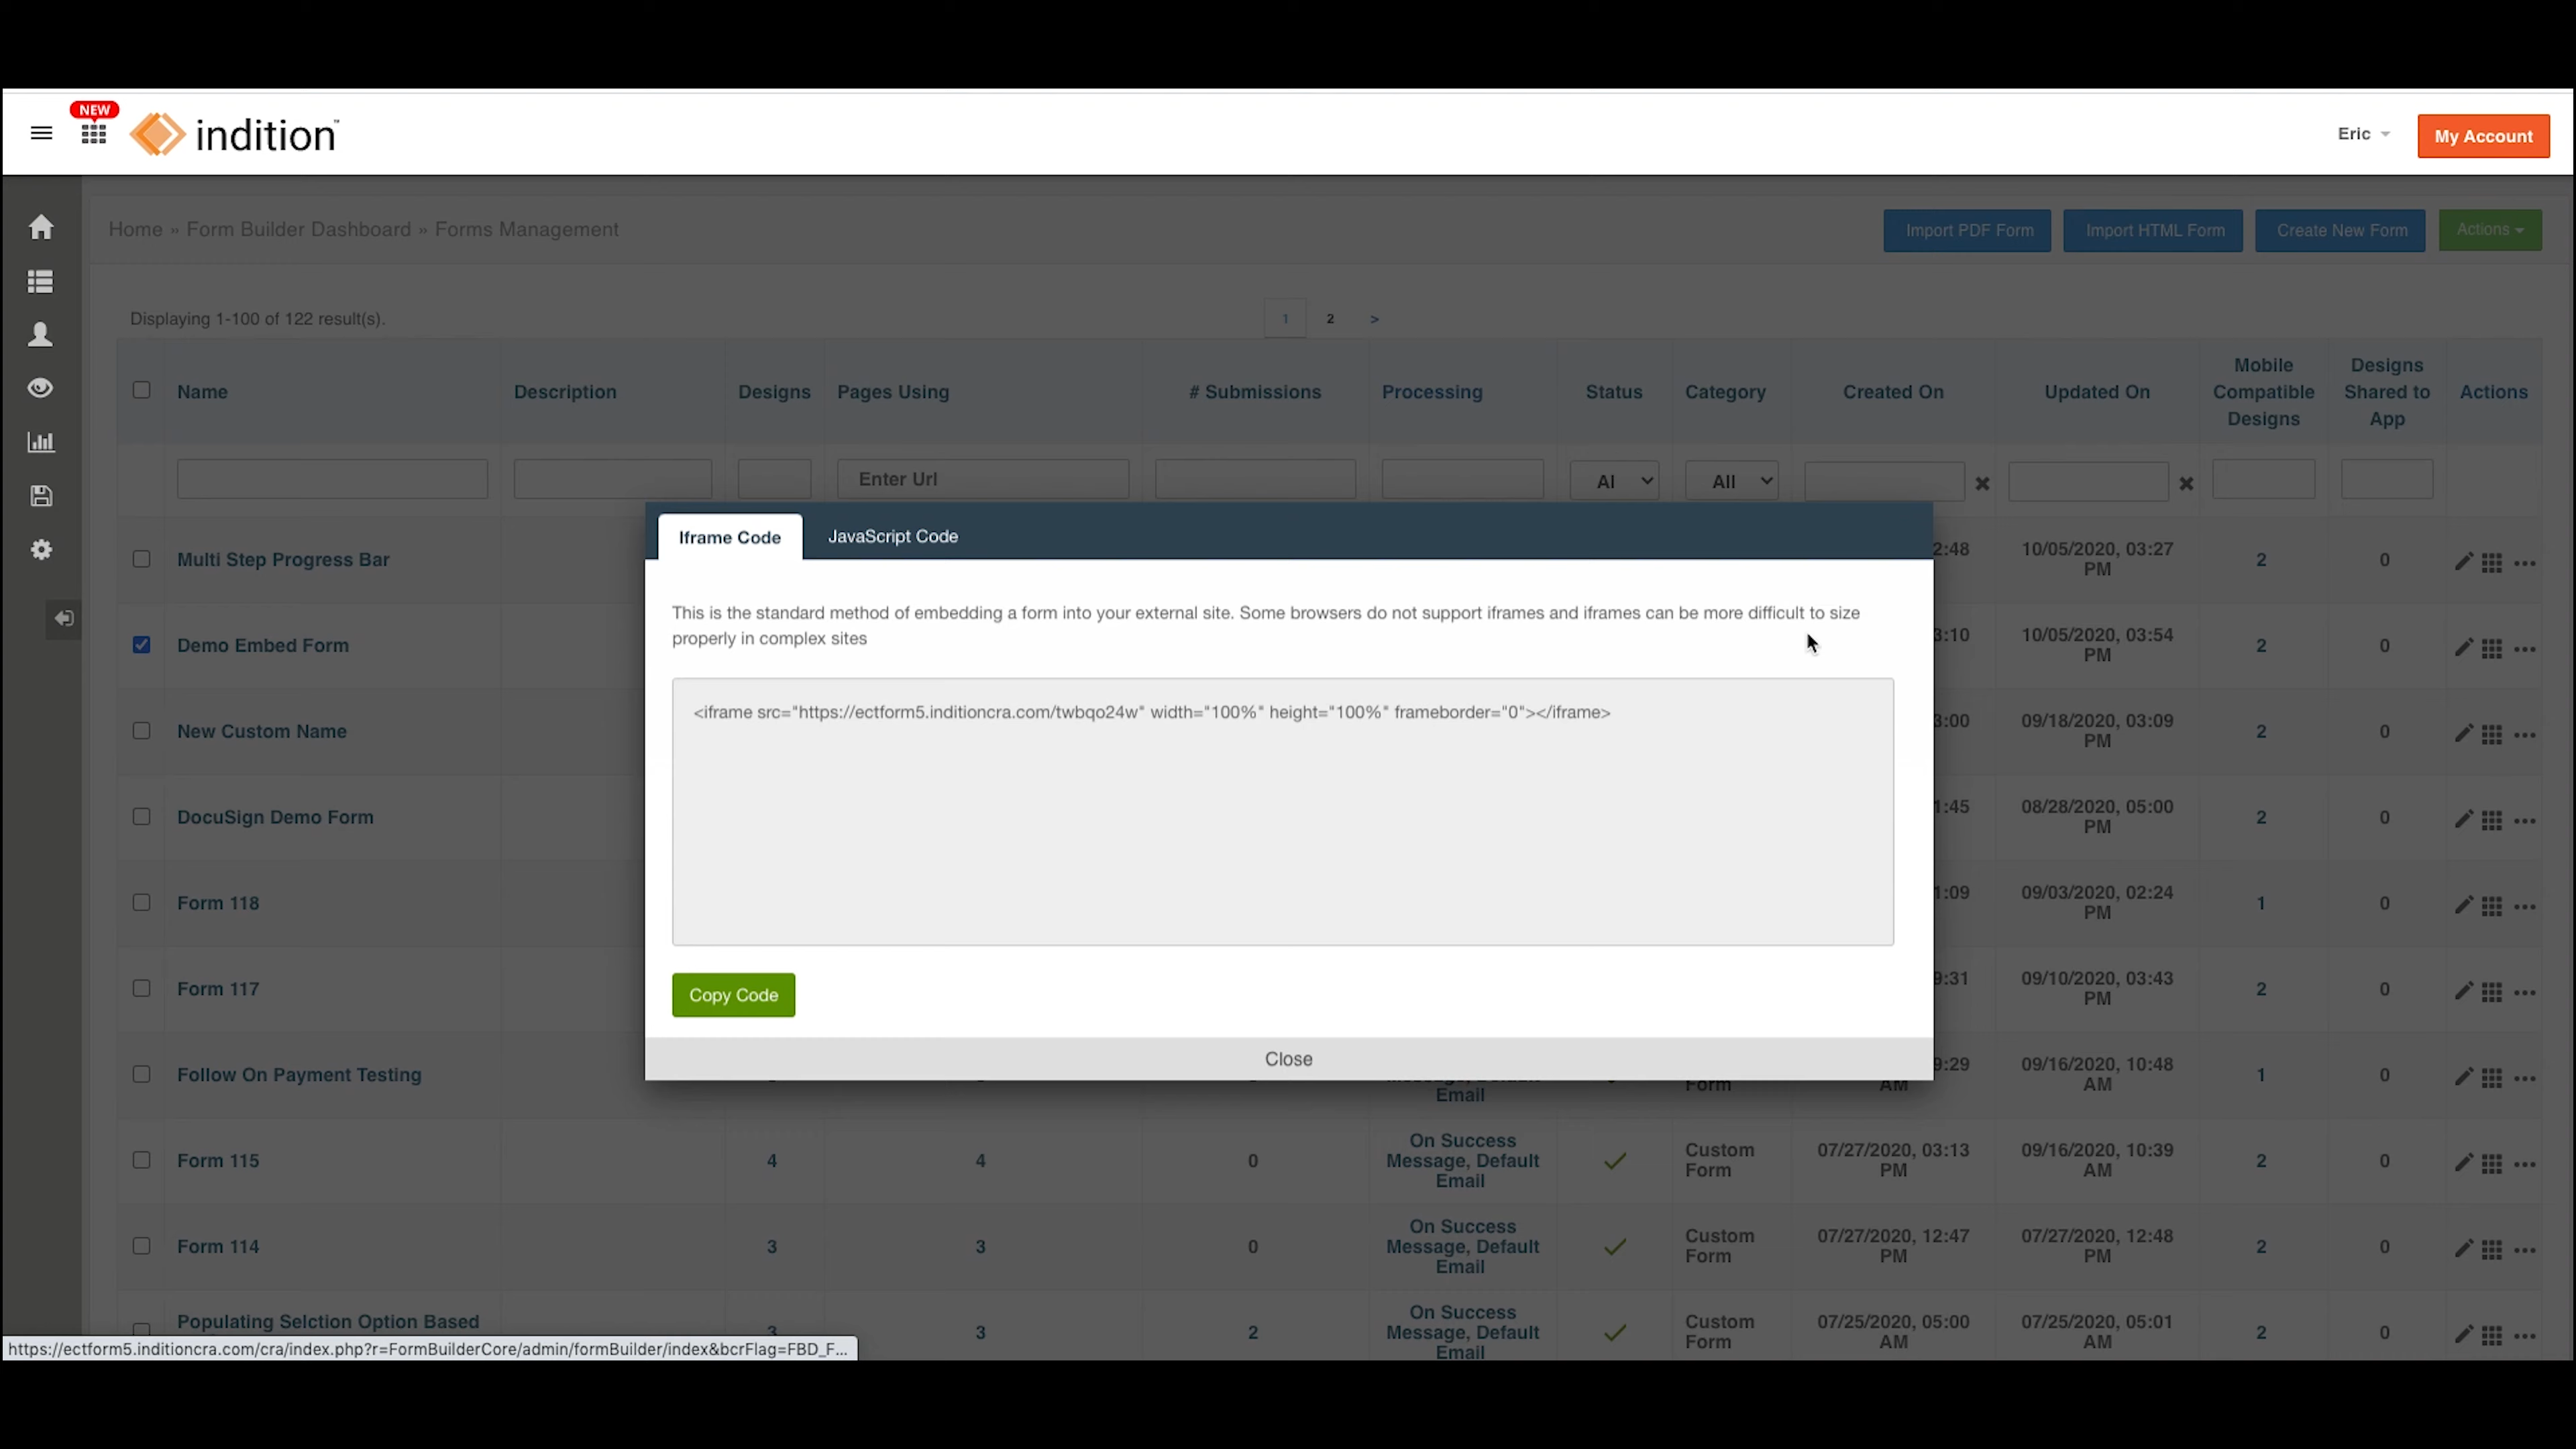 NEW
indition™
Eric
My Account
Home » Form Builder Dashboard » Forms Management
Import PDF Form
Import HTML Form
Create New Form
Actions
Displaying 1-100 of 122 result(s).
1 2 >
Name
Description
Designs
Pages Using
# Submissions
Processing
Status
Category
Created On
Updated On
Mobile
Compatible
Designs
Designs
Shared to
App
Actions
Enter Url
Al
All
Iframe Code
JavaScript Code
This is the standard method of embedding a form into your external site. Some browsers do not support iframes and iframes can be more difficult to size
properly in complex sites
<iframe src="https://ectform5.inditioncra.com/twbqo24w" width="100%" height="100%" frameborder="0"></iframe>
Copy Code
Close
Multi Step Progress Bar
2:48
10/05/2020, 03:27
PM
2 0
Demo Embed Form
3:10
10/05/2020, 03:54
PM
2 0
New Custom Name
3:00
09/18/2020, 03:09
PM
2 0
DocuSign Demo Form
1:45
08/28/2020, 05:00
PM
2 0
Form 118
1:09
09/03/2020, 02:24
PM
1 0
Form 117
9:31
09/10/2020, 03:43
PM
2 0
Follow On Payment Testing
Message, Default
Email
Form
9:29
AM
09/16/2020, 10:48
AM
1 0
Form 115
4 4 0
On Success
Message, Default
Email
Custom
Form
07/27/2020, 03:13
PM
09/16/2020, 10:39
AM
2 0
Form 114
3 3 0
On Success
Message, Default
Email
Custom
Form
07/27/2020, 12:47
PM
07/27/2020, 12:48
PM
2 0
Populating Selction Option Based
3 3 2
On Success
Message, Default
Email
Custom
Form
07/25/2020, 05:00
AM
07/25/2020, 05:01
AM
2 0
https://ectform5.inditioncra.com/cra/index.php?r=FormBuilderCore/admin/formBuilder/index&bcrFlag=FBD_F...